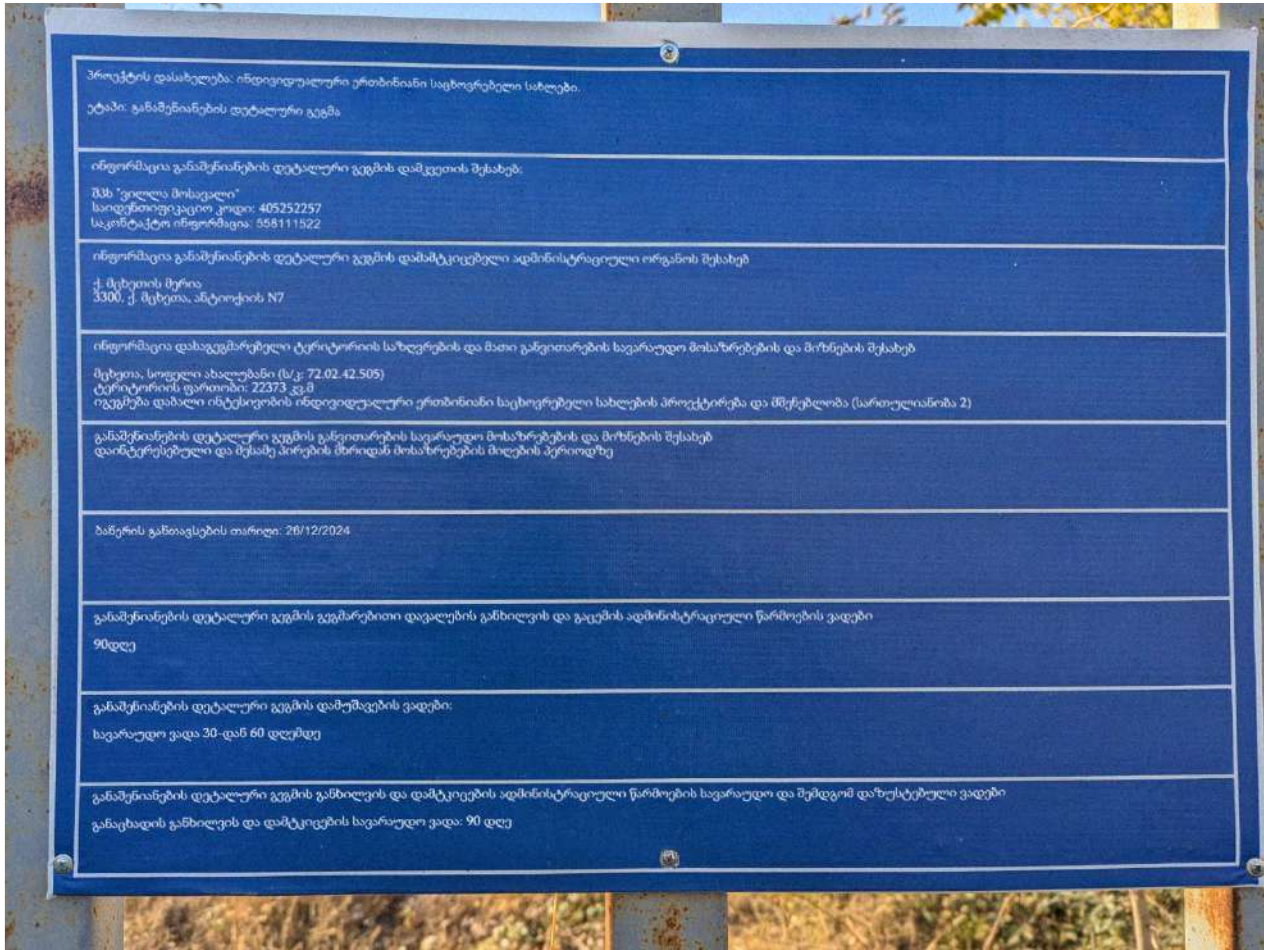 პროექტის დასახელება: ინდივიდუალური ერთბინიანი საცხოვრებელი სახლები.
ეტაპი: განაშენიანების დეტალური გეგმა
ინფორმაცია განაშენიანების დეტალური გეგმის დამკვეთის შესახებ:
შპს "ვილლა მოსავალი"
საიდენთიფიკაციო კოდი: 405252257
საკონტაქტო ინფორმაცია: 558111522
ინფორმაცია განაშენიანების დეტალური გეგმის დამამტკიცებელი ადმინისტრაციული ორგანოს შესახებ
ქ. მცხეთის მერია
3300, ქ. მცხეთა, ანტიოქიის N7
ინფორმაცია დასაგეგმარებელი ტერიტორიის საზღვრების და მათი განვითარების სავარაუდო მოსაზრებების და მიზნების შესახებ
მცხეთა, სოფელი ახალუბანი (ს/კ: 72.02.42.505)
ტერიტორიის ფართობი: 22373 კვ.მ
იგეგმება დაბალი ინტესივობის ინდივიდუალური ერთბინიანი საცხოვრებელი სახლების პროექტირება და მშენებლობა (სართულიანობა 2)
განაშენიანების დეტალური გეგმის განვითარების სავარაუდო მოსაზრებების და მიზნების შესახებ
დაინტერესებული და მესამე პირების მხრიდან მოსაზრებების მიღების პერიოდზე
ბანერის განთავსების თარიღი: 26/12/2024
განაშენიანების დეტალური გეგმის გეგმარებითი დავალების განხილვის და გაცემის ადმინისტრაციული წარმოების ვადები
90დღე
განაშენიანების დეტალური გეგმის დამუშავების ვადები:
სავარაუდო ვადა 30-დან 60 დღემდე
განაშენიანების დეტალური გეგმის განხილვის და დამტკიცების ადმინისტრაციული წარმოების სავარაუდო და შემდგომ დაზუსტებული ვადები
განაცხადის განხილვის და დამტკიცების სავარაუდო ვადა: 90 დღე